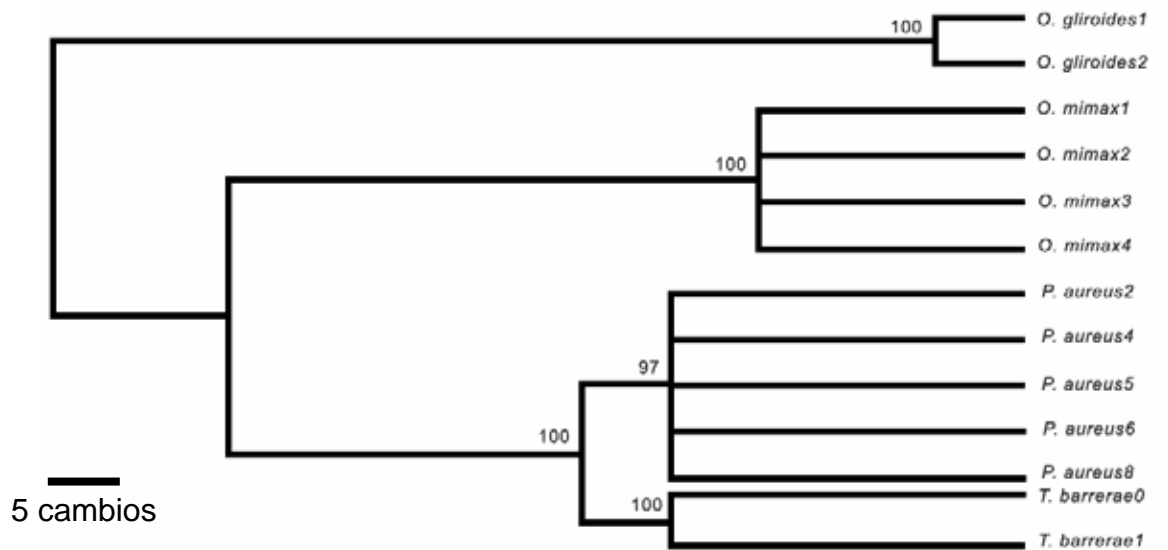 100
O. gliroides1
O. gliroides2
O. mimax1
O. mimax2
100
O. mimax3
O. mimax4
P. aureus2
P. aureus4
97
P. aureus5
P. aureus6
100
P. aureus8
T. barrerae0
100
T. barrerae1
5 cambios